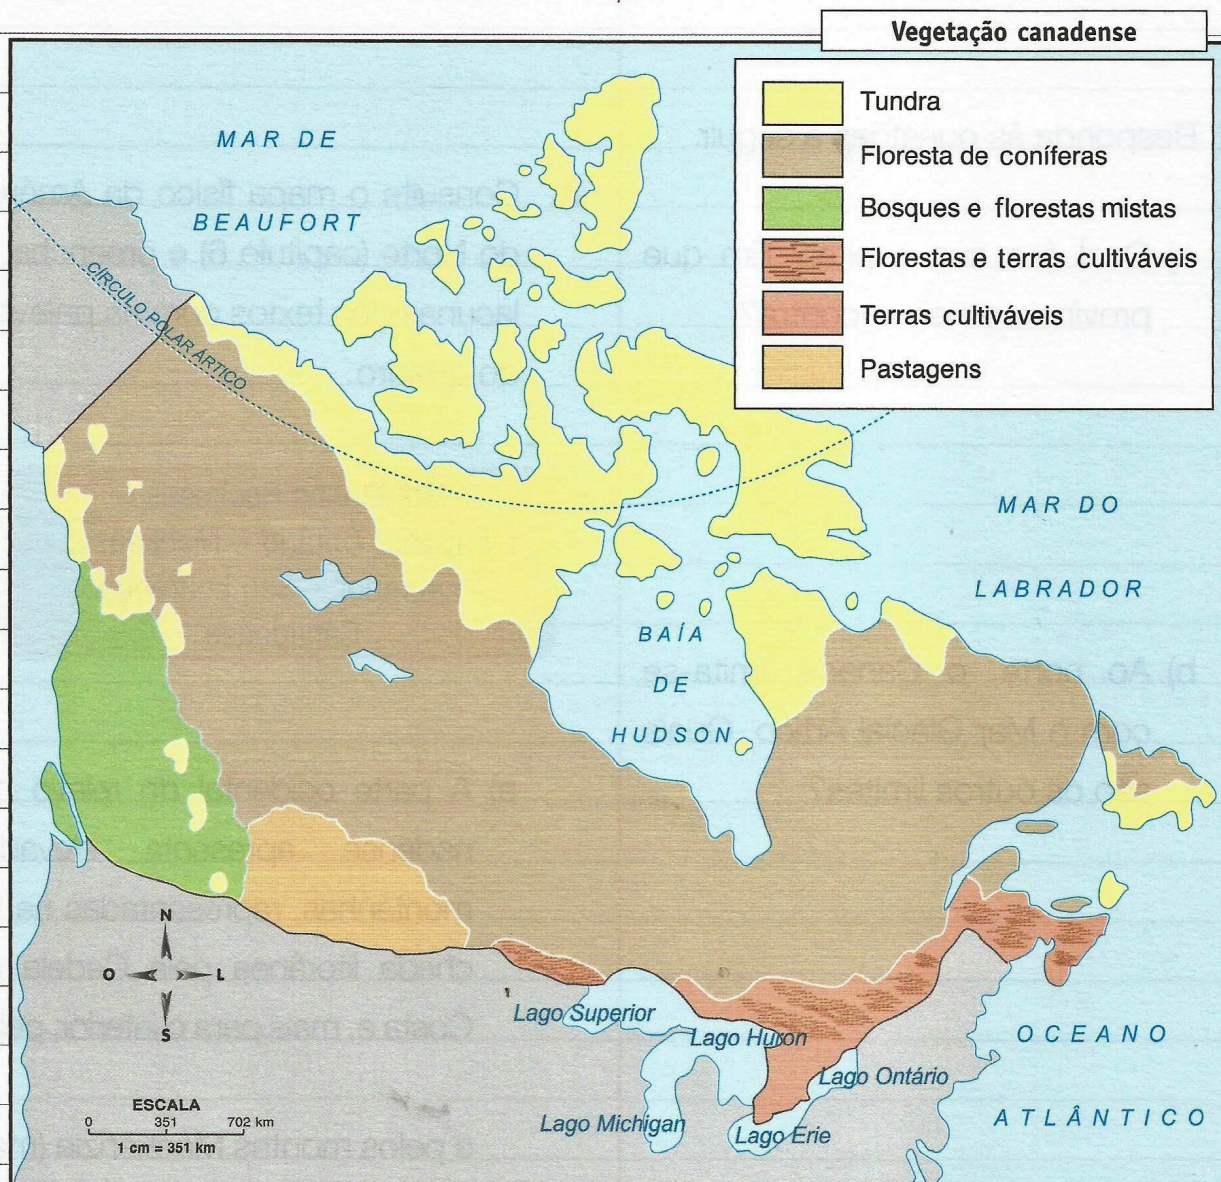 Vegetação canadense
Tundra
Floresta de coníferas
Bosques e florestas mistas
Florestas e terras cultiváveis
Terras cultiváveis
Pastagens
MAR DE
BEAUFORT
CÍRCULO POLAR ÁRTICO
MAR DO
LABRADOR
BAÍA
DE
HUDSON
N
O L
S
Lago Superior
Lago Huron
Lago Ontário
Lago Michigan
Lago Erie
OCEANO
ATLÂNTICO
ESCALA
0 351 702 km
1 cm = 351 km